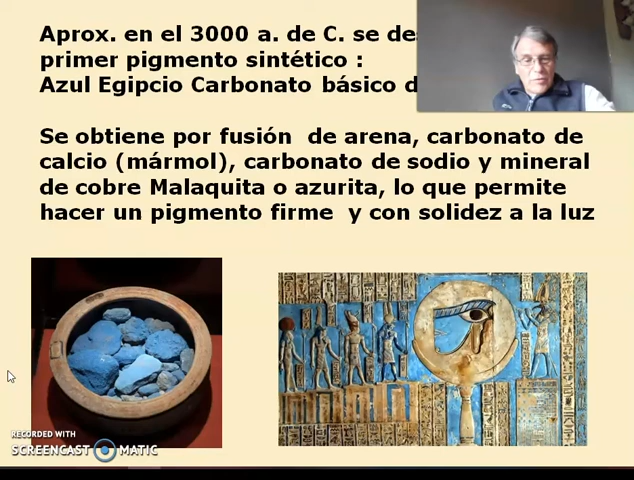 Aprox. en el 3000 a. de C. se
primer pigmento sintético :
Azul Egipcio Carbonato básico
Se obtiene por fusión de arena, carbonato de
calcio (mármol), carbonato de sodio y mineral
de cobre Malaquita o azurita, lo que permite
hacer un pigmento firme y con solidez a la luz
RECORDED WITH
SCREENCAST MATIC